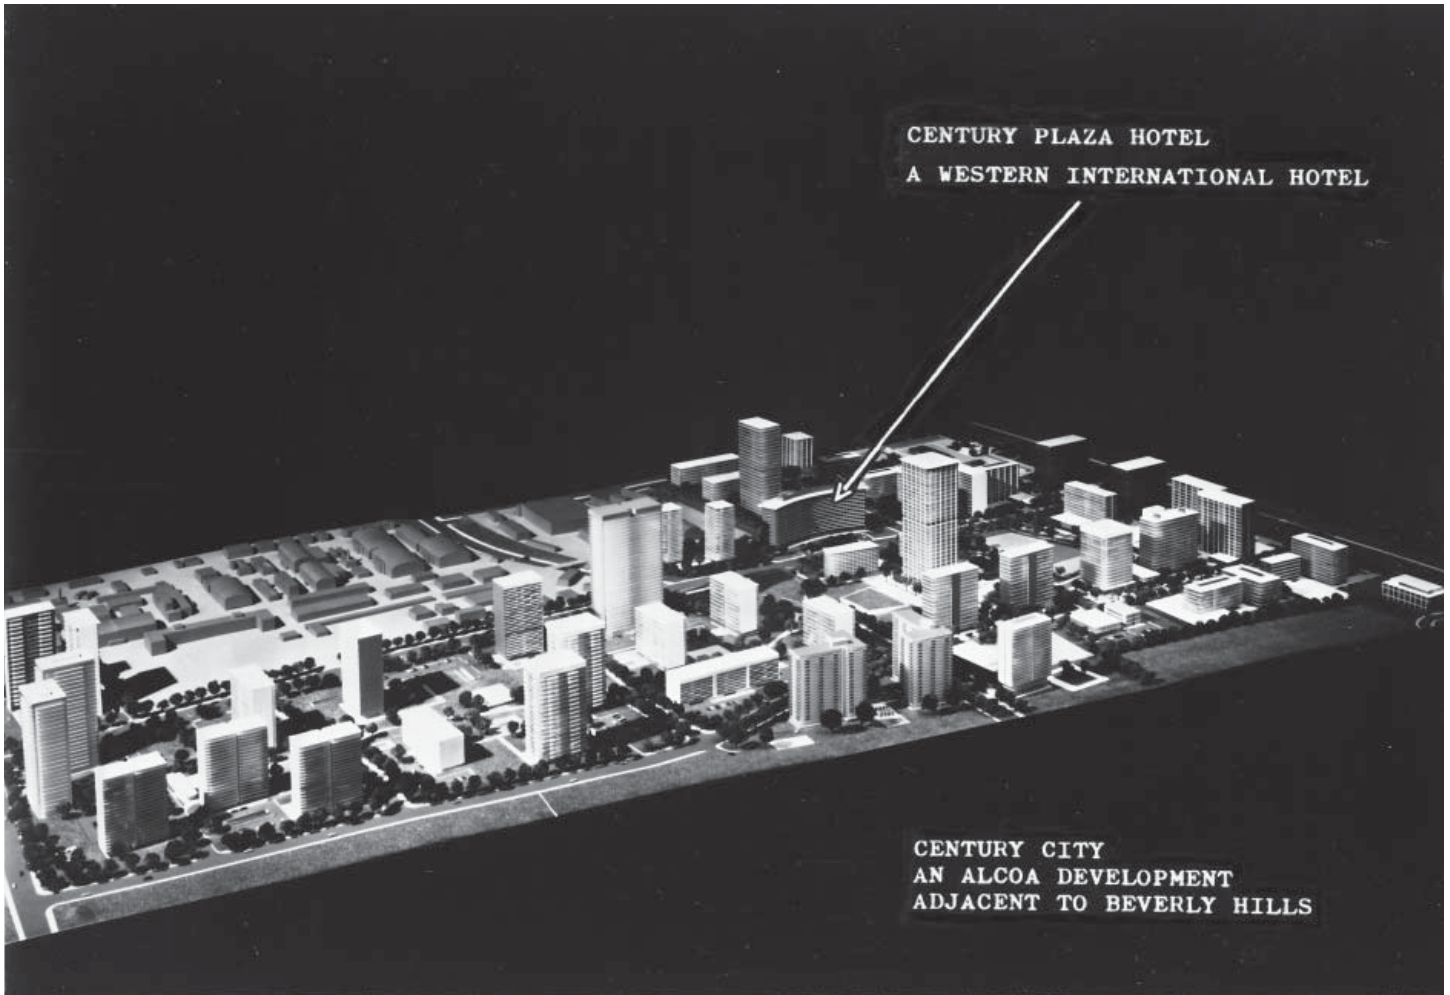 CENTURY PLAZA HOTEL
A WESTERN INTERNATIONAL HOTEL
CENTURY CITY
AN ALCOA DEVELOPMENT
ADJACENT TO BEVERLY HILLS